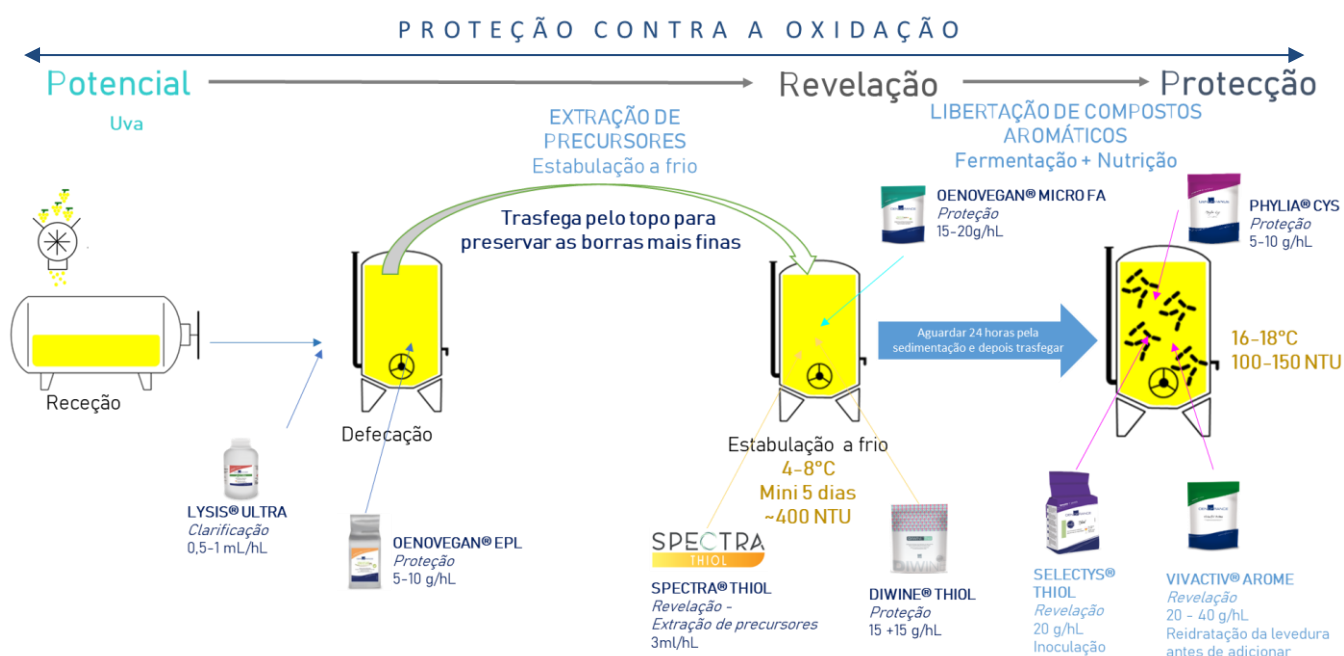 PROTEÇÃO CONTRA A OXIDAÇÃO
Potencial
Uva
Revelação
Protecção
EXTRAÇÃO DE
PRECURSORES
Estabulação a frio
LIBERTAÇÃO DE COMPOSTOS
AROMÁTICOS
Fermentação + Nutrição
Trasfega pelo topo para
preservar as borras mais finas
OENOVEGAN® MICRO FA
Proteção
15-20g/hL
PHYLIA® CYS
Proteção
5-10 g/hL
Aguardar 24 horas pela
sedimentação e depois trasfegar
16-18°C
100-150 NTU
Receção
Defecação
Estabulação a frio
4-8°C
Mini 5 dias
~400 NTU
LYSIS® ULTRA
Clarificação
0,5-1 mL/hL
OENOVEGAN® EPL
Proteção
5-10 g/hL
SPECTRA
THIOL
SPECTRA® THIOL
Revelação -
Extração de precursores
3ml/hL
DIWINE
DIWINE® THIOL
Proteção
15 +15 g/hL
SELECTYS®
THIOL
Revelação
20 g/hL
Inoculação
VIVACTIV® AROME
Revelação
20 - 40 g/hL
Reidratação da levedura
antes de adicionar